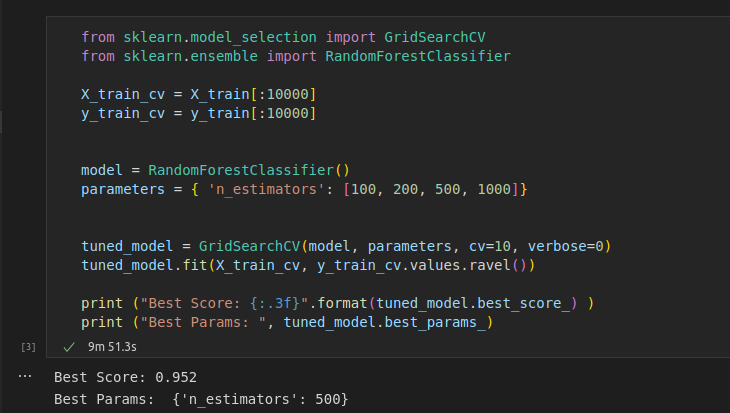 from sklearn.model_selection import GridSearchCV
from sklearn.ensemble import RandomForestClassifier
X_train_cv = X_train[:10000]
y_train_cv = y_train[:10000]
model = RandomForestClassifier()
parameters = { 'n_estimators': [100, 200, 500, 1000]}
tuned_model = GridSearchCV(model, parameters, cv=10, verbose=0)
tuned_model.fit(X_train_cv, y_train_cv.values.ravel())
print ("Best Score: {:.3f}".format(tuned_model.best_score_) )
print ("Best Params: ", tuned_model.best_params_)
[3] ✓ 9m 51.3s
... Best Score: 0.952
Best Params:  {'n_estimators': 500}